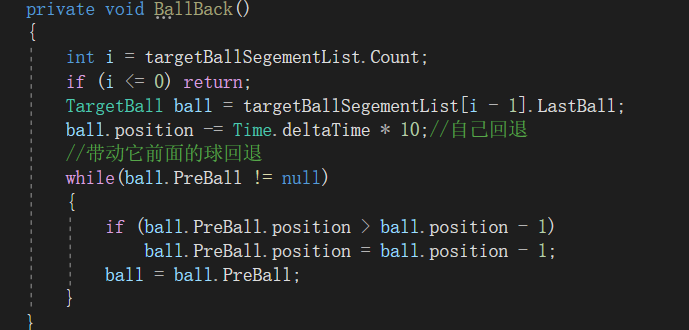 private void BallBack()
{
int i = targetBallSegementList.Count;
if (i <= 0) return;
TargetBall ball = targetBallSegementList[i - 1].LastBall;
ball.position -= Time.deltaTime * 10;//自己回退
//带动它前面的球回退
while(ball.PreBall != null)
{
if (ball.PreBall.position > ball.position - 1)
ball.PreBall.position = ball.position - 1;
ball = ball.PreBall;
}
}